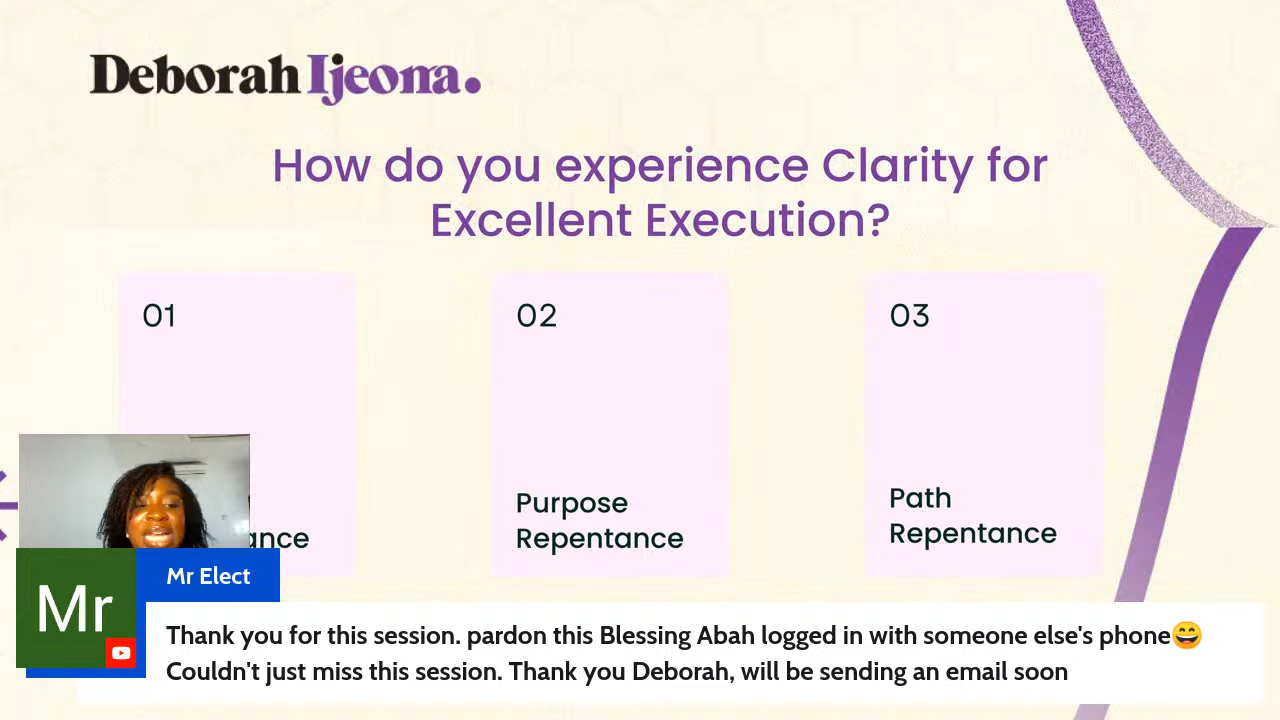 Deborah Ijeona.
How do you experience Clarity for
Excellent Execution?
01
02
03
Purpose
Repentance
Path
Repentance
Mr
Mr Elect
Thank you for this session. pardon this Blessing Abah logged in with someone else's phone😄
Couldn't just miss this session. Thank you Deborah, will be sending an email soon